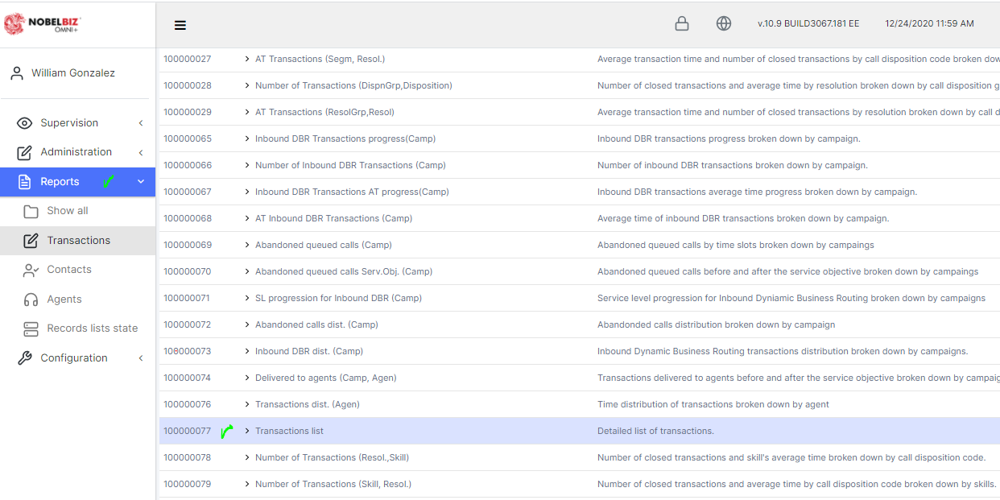 NOBELBIZ
OMNI+
v.10.9 BUILD3067.181 EE 12/24/2020 11:59 AM
William Gonzalez
Supervision
Administration
Reports
Show all
Transactions
Contacts
Agents
Records lists state
Configuration
100000027 AT Transactions (Segm, Resol.) Average transaction time and number of closed transactions by call disposition code broken dow
100000028 Number of Transactions (DispnGrp,Disposition) Number of closed transactions and average time by resolution broken down by call disposition g
100000029 AT Transactions (ResolGrp,Resol) Average transaction time and number of closed transactions by resolution broken down by call d
100000065 Inbound DBR Transactions progress(Camp) Inbound DBR transactions progress broken down by campaign.
100000066 Number of Inbound DBR Transactions (Camp) Number of inbound DBR transactions broken down by campaign.
100000067 Inbound DBR Transactions AT progress(Camp) Inbound DBR transactions average time progress broken down by campaign.
100000068 AT Inbound DBR Transactions (Camp) Average time of inbound DBR transactions broken down by campaign.
100000069 Abandoned queued calls (Camp) Abandoned queued calls by time slots broken down by campaings
100000070 Abandoned queued calls Serv.Obj. (Camp) Abandoned queued calls before and after the service objective broken down by campaings
100000071 SL progression for Inbound DBR (Camp) Service level progression for Inbound Dyniamic Business Routing broken down by campaigns
100000072 Abandoned calls dist. (Camp) Abandonded calls distribution broken down by campaign
100000073 Inbound DBR dist. (Camp) Inbound Dynamic Business Routing transactions distribution broken down by campaigns.
100000074 Delivered to agents (Camp, Agen) Transactions delivered to agents before and after the service objective broken down by campaig
100000076 Transactions dist. (Agen) Time distribution of transactions broken down by agent
100000077 Transactions list Detailed list of transactions.
100000078 Number of Transactions (Resol.,Skill) Number of closed transactions and skill's average time broken down by call disposition code.
100000079 Number of Transactions (Skill, Resol.) Number of closed transactions and average time by call disposition code broken down by skills.